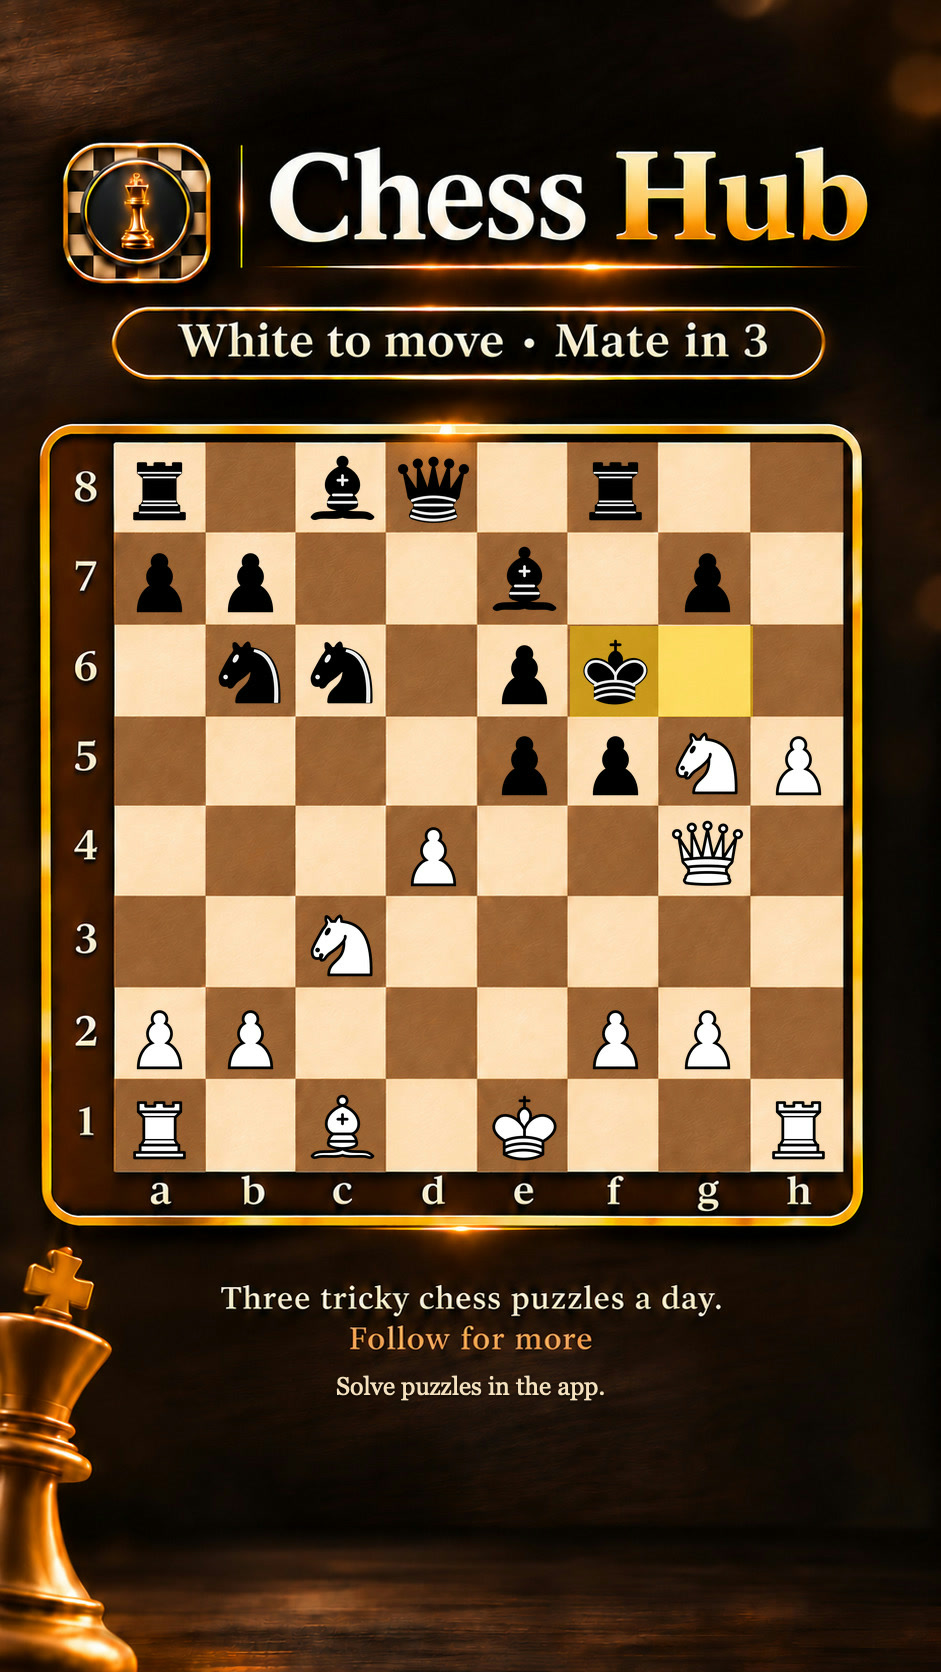 Chess Hub
White to move • Mate in 3
8
7
6
5
4
3
2
1
a b c d e f g h
Three tricky chess puzzles a day.
Follow for more
Solve puzzles in the app.